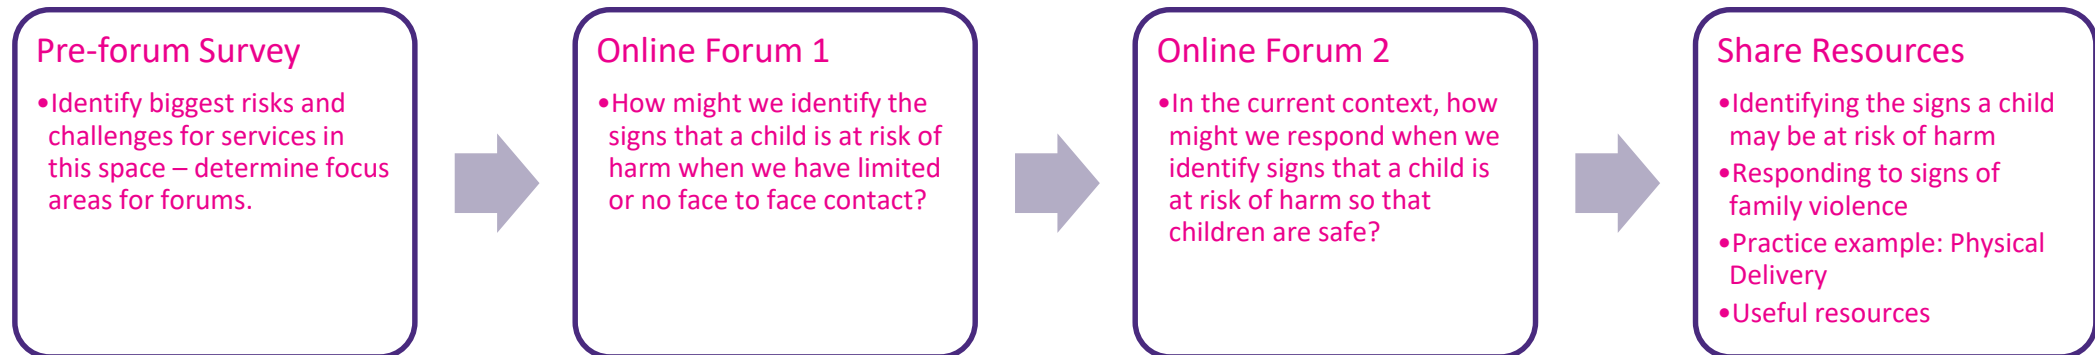 Pre-forum Survey
•Identify biggest risks and
challenges for services in
this space – determine focus
areas for forums.
Online Forum 1
•How might we identify the
signs that a child is at risk of
harm when we have limited
or no face to face contact?
Online Forum 2
•In the current context, how
might we respond when we
identify signs that a child is
at risk of harm so that
children are safe?
Share Resources
•Identifying the signs a child
may be at risk of harm
•Responding to signs of
family violence
•Practice example: Physical
Delivery
•Useful resources